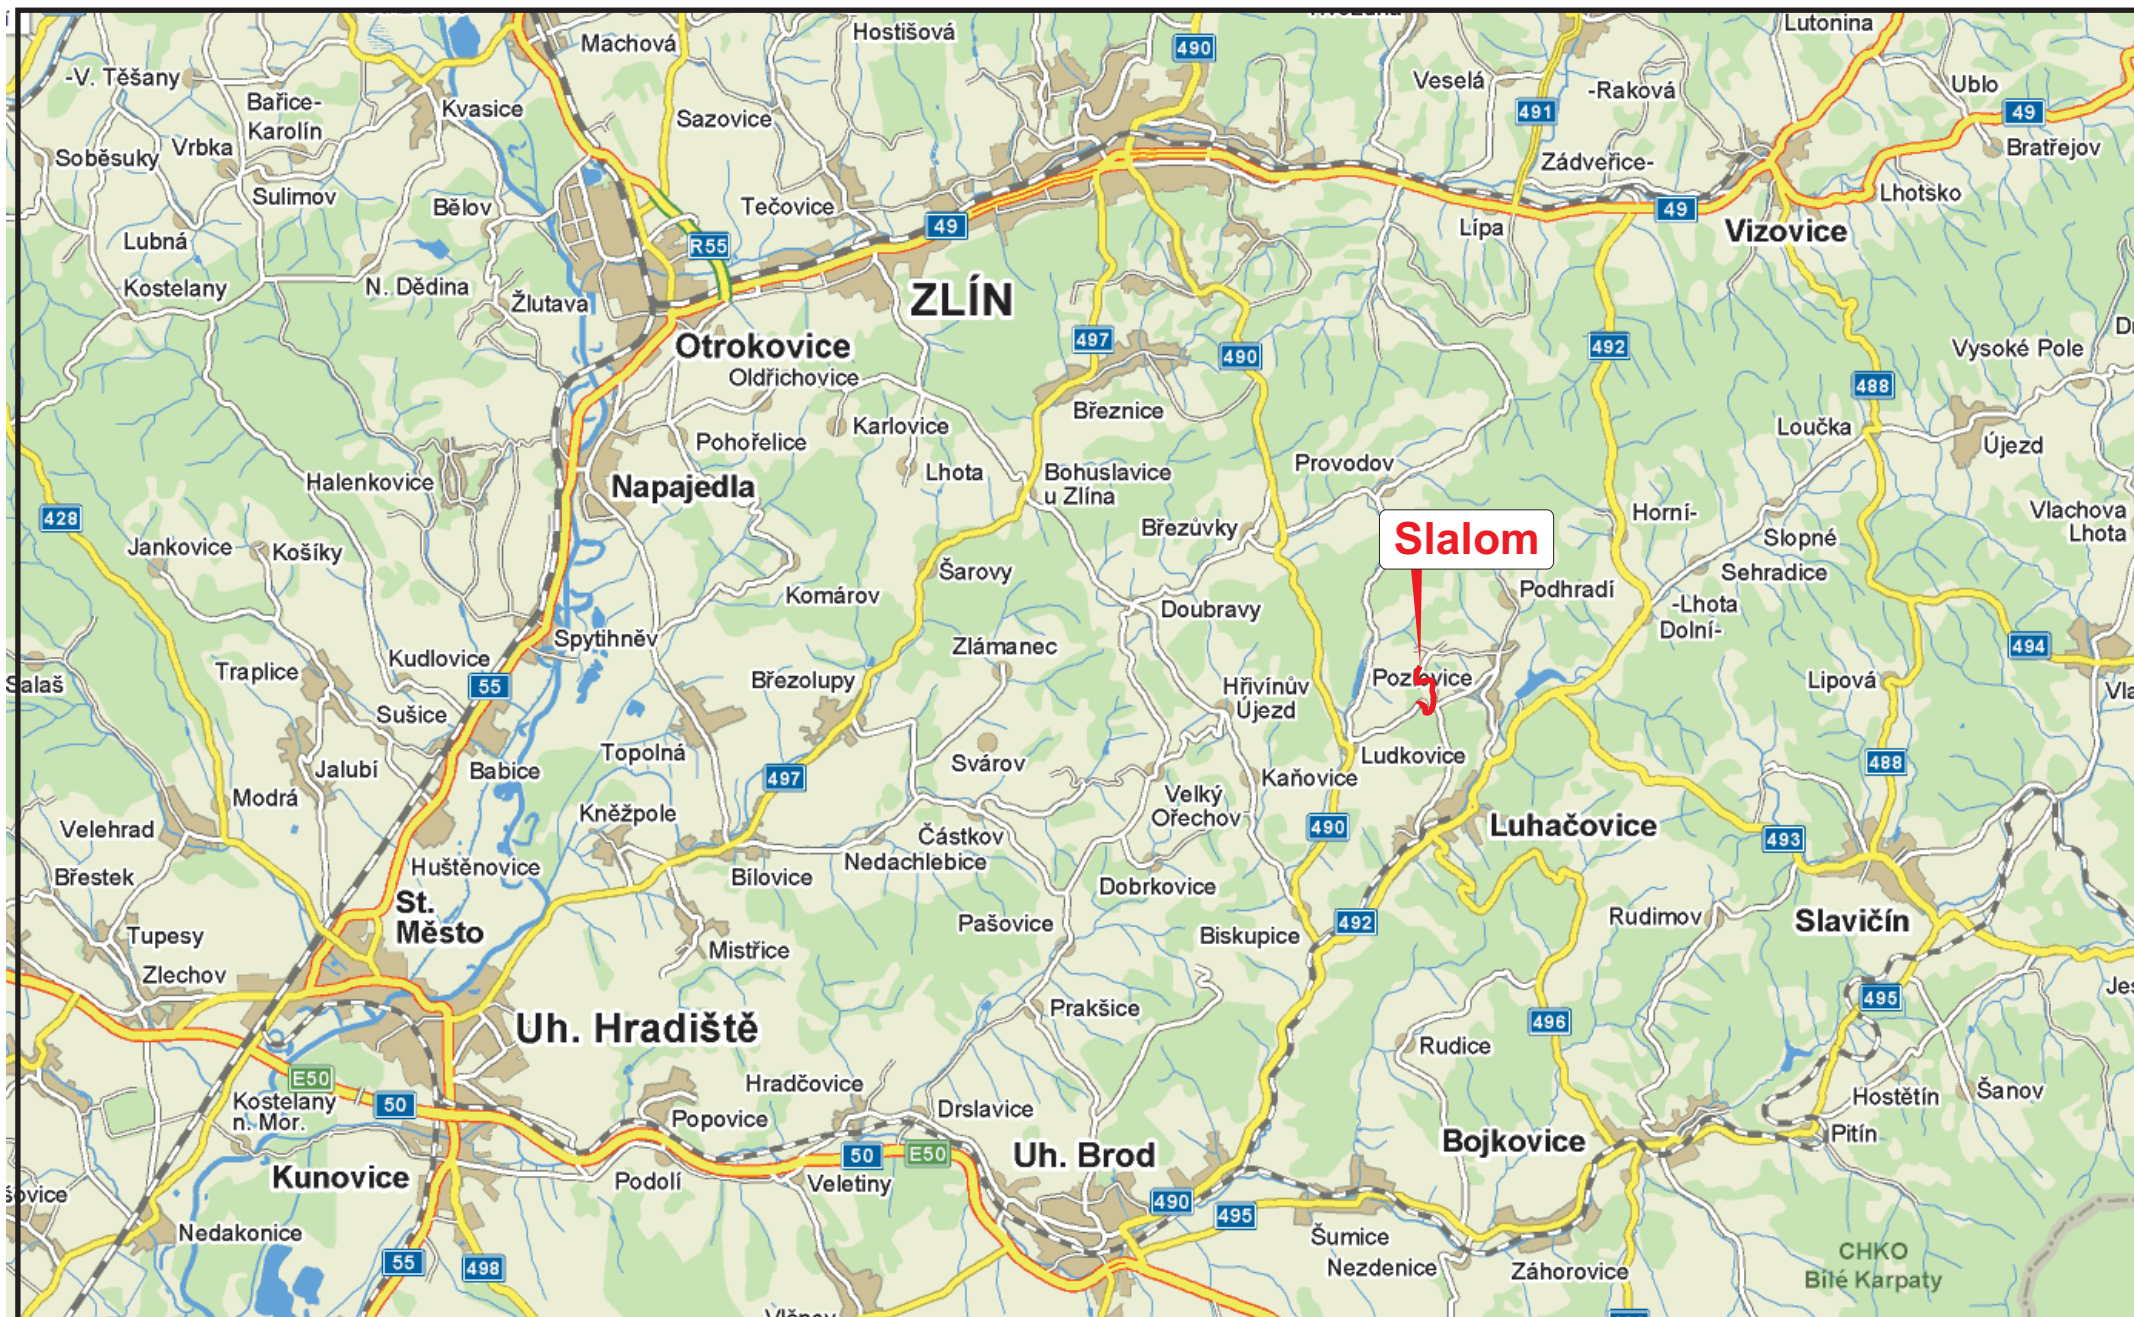 Machová
Hostišová
490
Lutonina
-V. Těšany
Kvasice
Bařice-
Karolín
Sazovice
Veselá
491
-Raková
Ublo
49
Bratřejov
Soběsuky
Vrbka
Sulimov
Bělov
Tečovice
49
Zádveřice-
Lhotsko
Lubná
R55
Lípa
49
Vizovice
Kostelany
N. Dědina
Žlutava
ZLÍN
Otrokovice
497
490
492
Vysoké Pole
488
Oldřichovice
Karlovice
Březnice
Loučka
Újezd
Pohořelice
Halenkovice
Napajedla
Lhota
Bohuslavice
u Zlína
Provodov
428
Březůvky
Slalom
Horní-
Slopné
Vlachova
Lhota
Jankovice
Košíky
Šarovy
Komárov
Doubravy
Podhradí
Sehradice
-Lhota
Dolní-
Spytihněv
Zlámanec
494
Kudlovice
Traplice
55
Salaš
Březolupy
Hřivínův
Újezd
Pozlovice
Lipová
Sušice
Topolná
Svárov
Ludkovice
488
Jalubí
Babice
497
Kaňovice
Modrá
Kněžpole
Velký
Ořechov
Velehrad
Částkov
490
Luhačovice
493
Břestek
Huštěnovice
Nedachlebice
Bílovice
Dobrkovice
St.
Město
Pašovice
492
Rudimov
Slavičín
Tupesy
Mistřice
Biskupice
Zlechov
495
Uh. Hradiště
Prakšice
496
Rudice
E50
Kostelany
n. Mor.
50
Hradčovice
Drslavice
Hostětín
Šanov
Popovice
Pitín
Bojkovice
Kunovice
Podolí
50
E50
Veletiny
Uh. Brod
Nedakonice
490
495
Šumice
Nezdenice
Záhorovice
55
498
CHKO
Bílé Karpaty